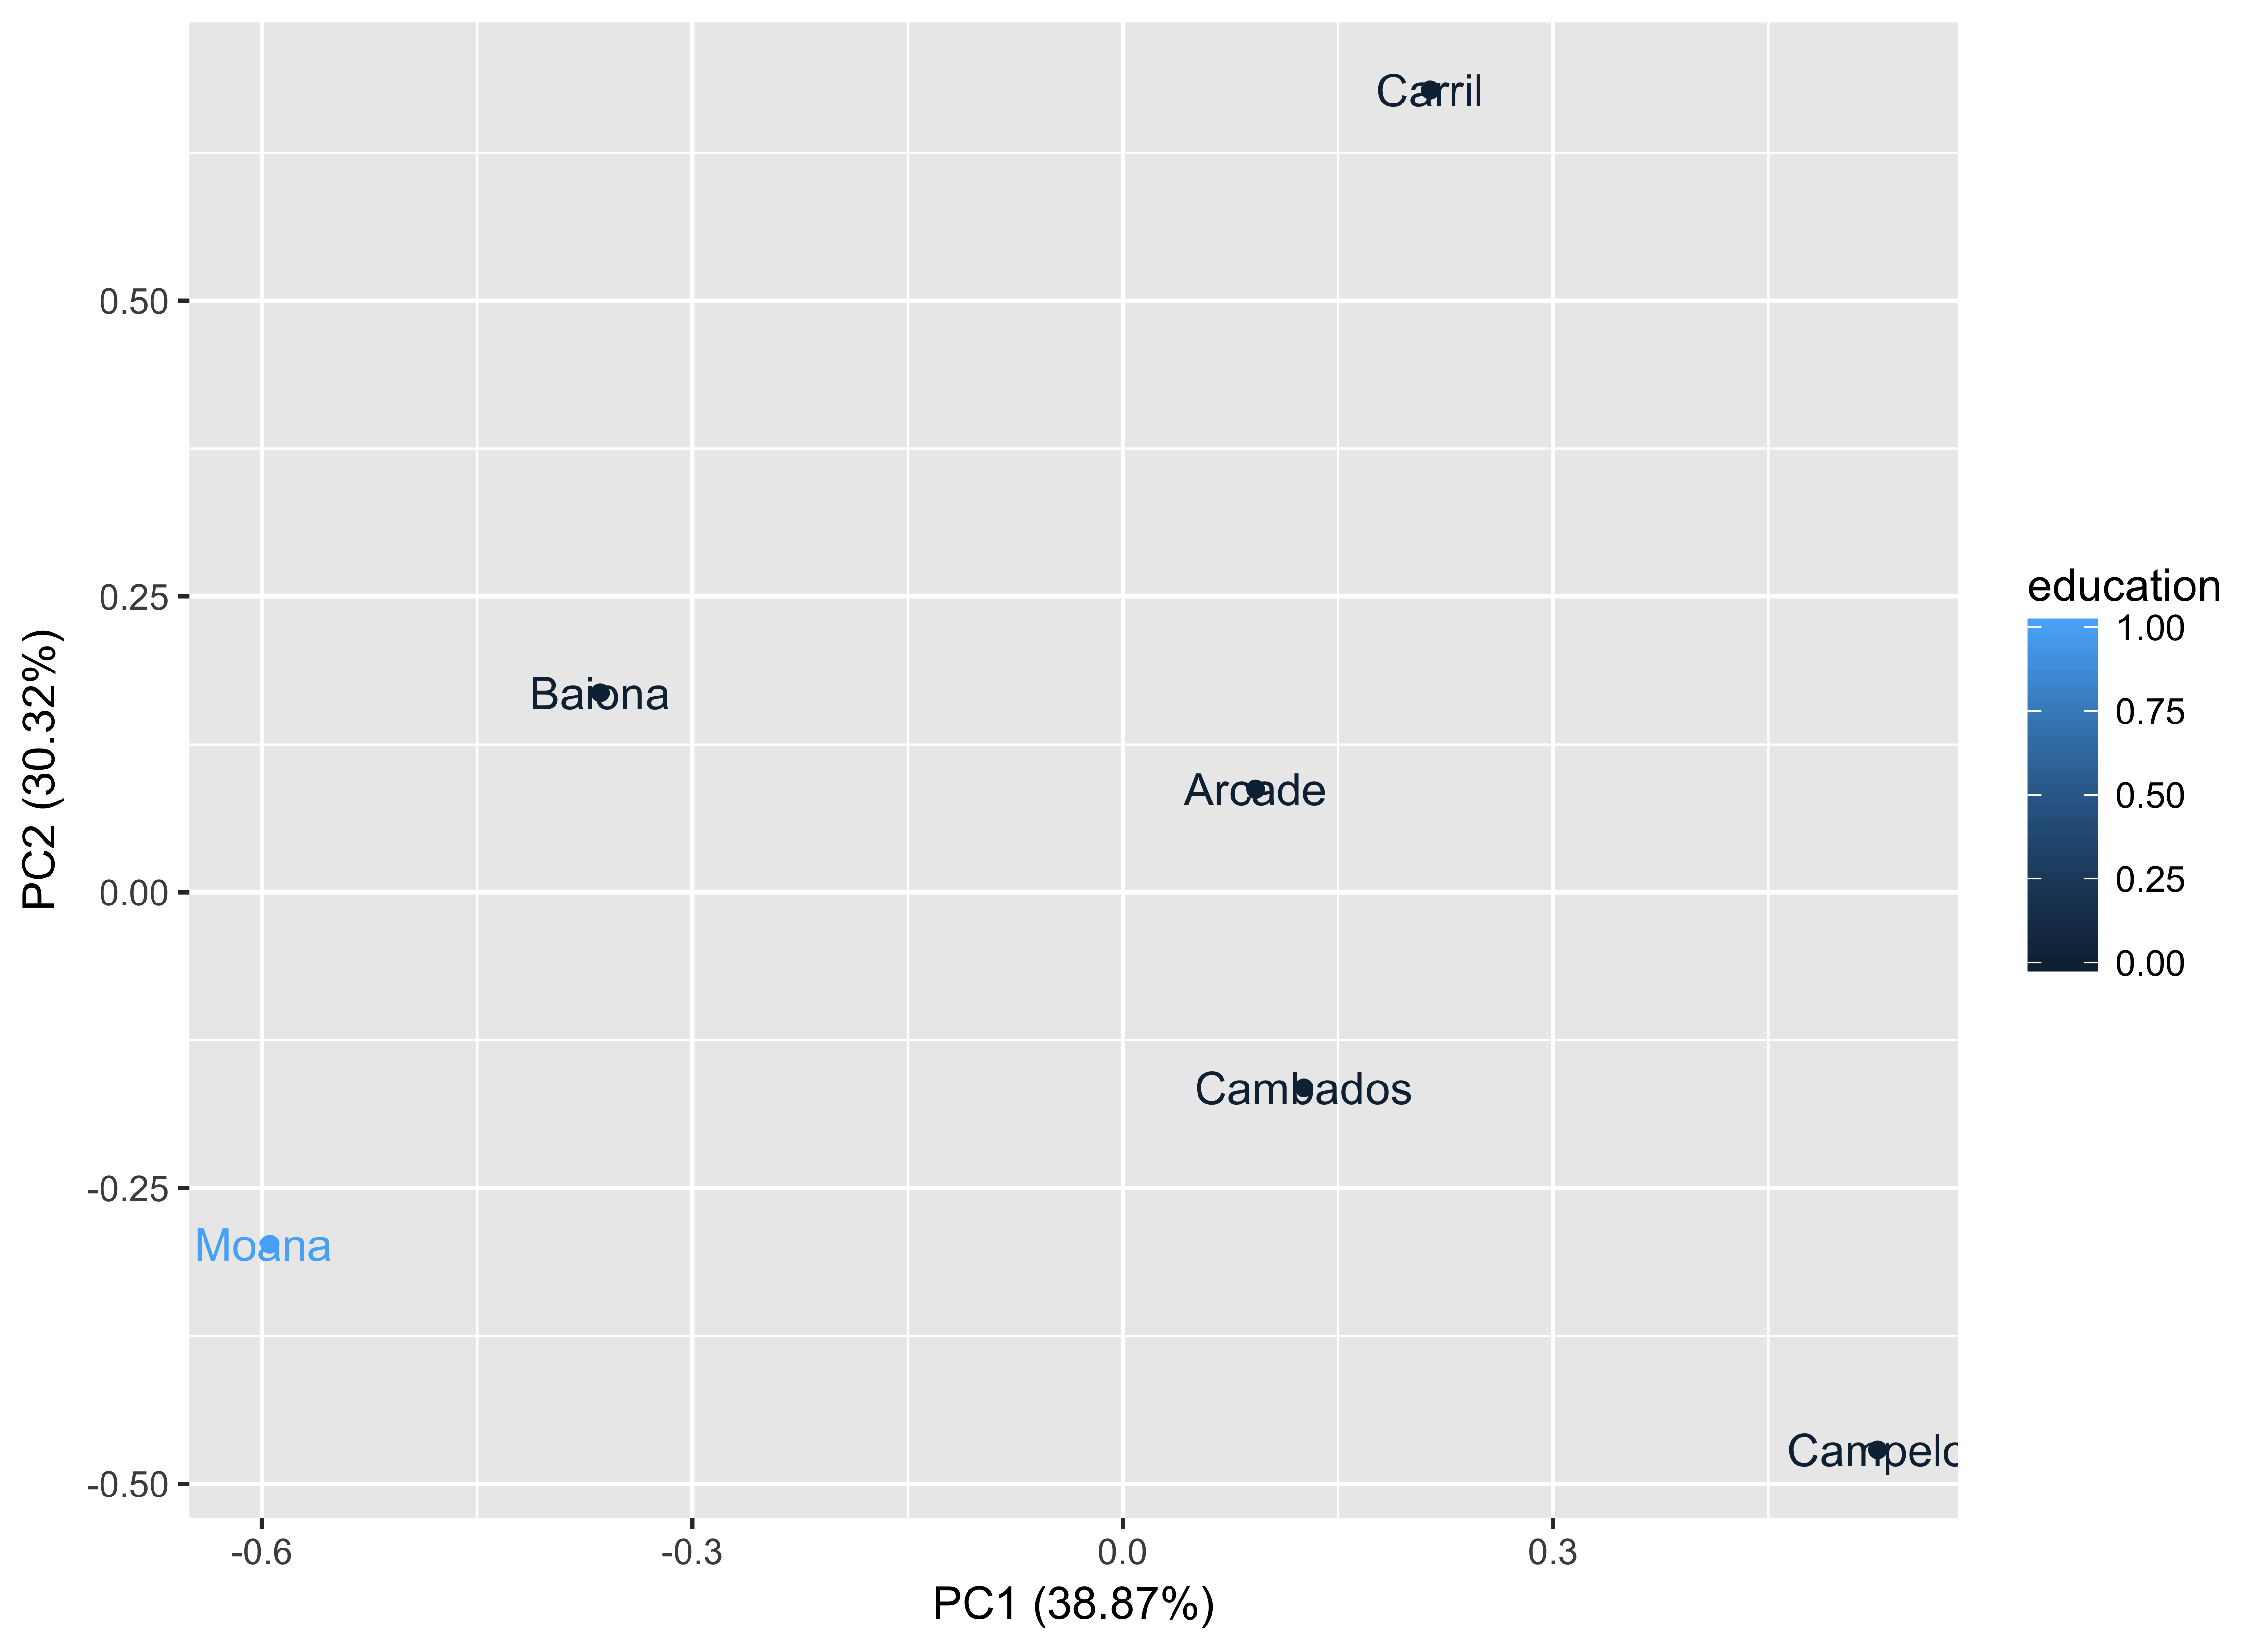 Carril
Baiona
Arcade
Cambados
Moana
Campelo
PC2 (30.32%)
0.50
0.25
0.00
-0.25
-0.50
-0.6
-0.3
0.0
0.3
PC1 (38.87%)
education
1.00
0.75
0.50
0.25
0.00